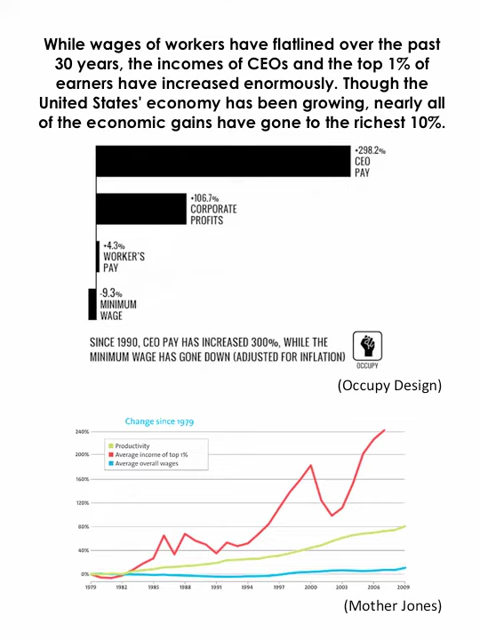 While wages of workers have flatlined over the past
30 years, the incomes of CEOs and the top 1% of
earners have increased enormously. Though the
United States' economy has been growing, nearly all
of the economic gains have gone to the richest 10%.
+298.2%
CEO
PAY
+106.7%
CORPORATE
PROFITS
+4.3%
WORKER'S
PAY
-9.3%
MINIMUM
WAGE
SINCE 1990, CEO PAY HAS INCREASED 300%, WHILE THE
MINIMUM WAGE HAS GONE DOWN (ADJUSTED FOR INFLATION)
OCCUPY
(Occupy Design)
Change since 1979
240%
200%
160%
120%
80%
40%
0%
Productivity
Average income of top 1%
Average overall wages
1979 1982 1985 1988 1991 1994 1997 2000 2003 2006 2009
(Mother Jones)